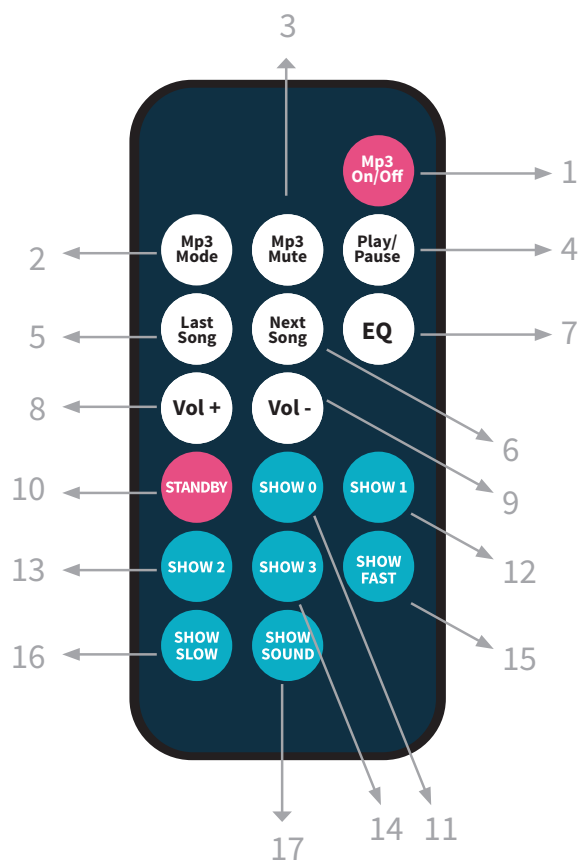 3
Mp3
On/Off
1
2
Mp3
Mode
Mp3
Mute
Play/
Pause
4
5
Last
Song
Next
Song
EQ
7
8
Vol +
Vol -
6
9
10
STANDBY
SHOW 0
SHOW 1
12
13
SHOW 2
SHOW 3
SHOW
FAST
15
16
SHOW
SLOW
SHOW
SOUND
17
14
11